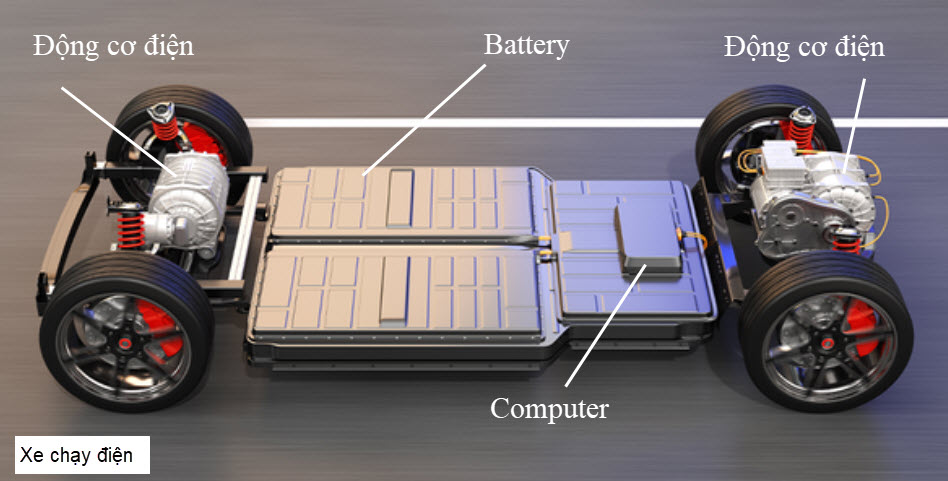 Động cơ điện
Battery
Động cơ điện
Computer
Xe chạy điện